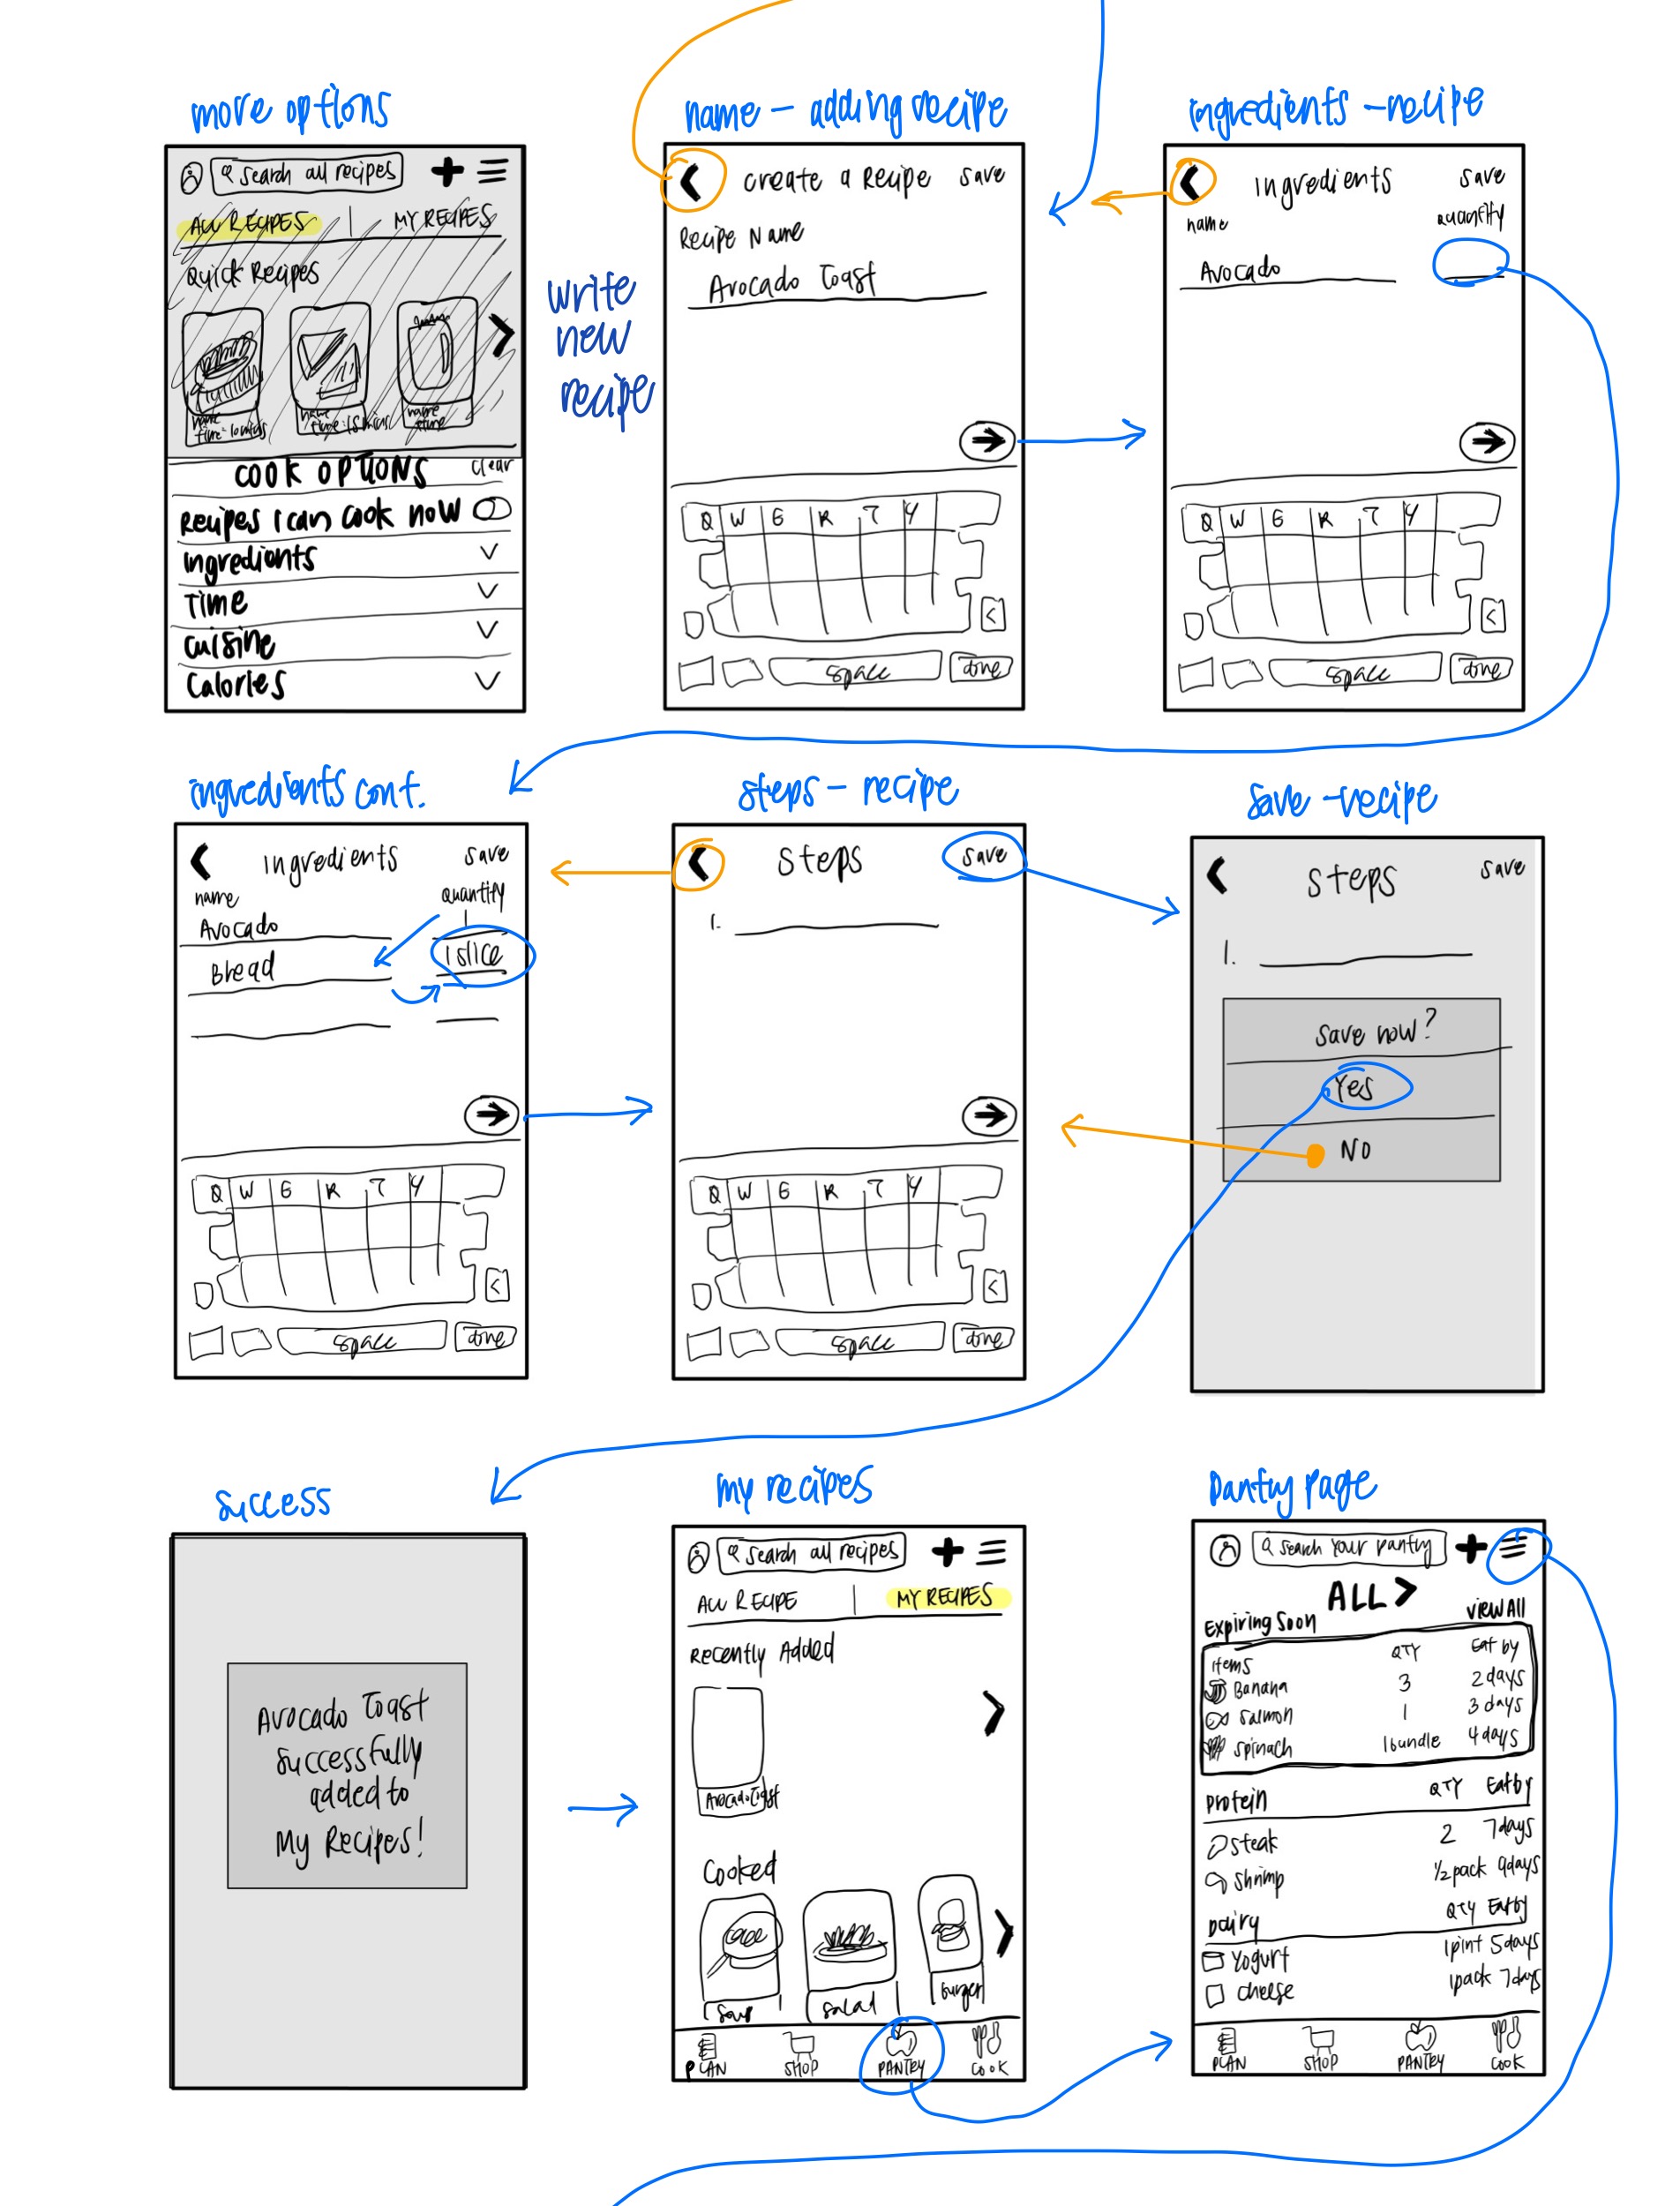 more options
Search all recipes
ALL RECIPES | MY RECIPES
Quick Recipes
name
time: 10 mins
name
time: 15 mins
name
time
COOK OPTIONS clear
Recipes I can cook now
Ingredients
Time
Cuisine
Calories
write
new
recipe
name - adding recipe
Create a Recipe save
Recipe Name
Avocado Toast
Q W E R T Y
space done
ingredients - recipe
Ingredients save
name quantity
Avocado
Q W E R T Y
space done
ingredients cont.
Ingredients save
name quantity
Avocado 1
Bread 1 slice
Q W E R T Y
space done
steps - recipe
Steps save
1.
Q W E R T Y
space done
save - recipe
Steps save
1.
Save now?
Yes
No
success
Avocado Toast
successfully
added to
My Recipes!
my recipes
Search all recipes
ALL RECIPE | MY RECIPES
Recently Added
Avocado Toast
Cooked
Soup Salad Burger
PLAN SHOP PANTRY COOK
Pantry Page
Search Your Pantry
ALL >
Expiring Soon View All
Items QTY Eat by
Banana 3 2 days
Salmon 1 3 days
Spinach 1 bundle 4 days
Protein QTY Eat by
Steak 2 7 days
Shrimp 1/2 pack 9 days
Dairy QTY Eat by
Yogurt 1 pint 5 days
Cheese 1 pack 7 days
PLAN SHOP PANTRY COOK